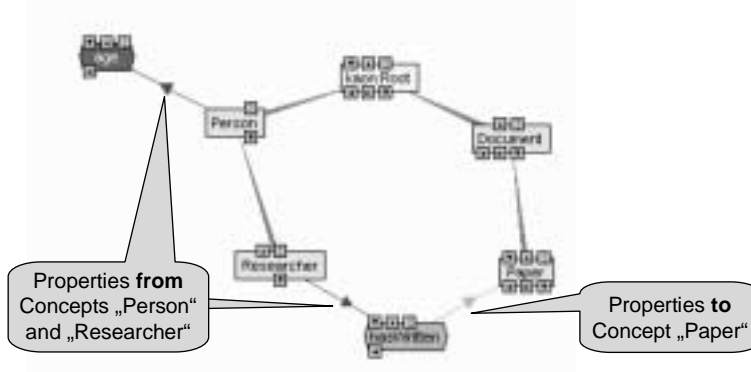 age
kaon Root
Person
Document
Researcher
Paper
hasWritten
Properties from
Concepts „Person“
and „Researcher“
Properties to
Concept „Paper“